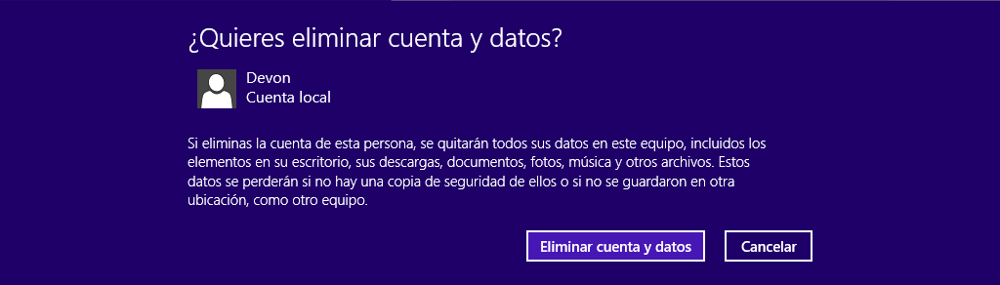 ¿Quieres eliminar cuenta y datos?
Devon
Cuenta local
Si eliminas la cuenta de esta persona, se quitarán todos sus datos en este equipo, incluidos los
elementos en su escritorio, sus descargas, documentos, fotos, música y otros archivos. Estos
datos se perderán si no hay una copia de seguridad de ellos o si no se guardaron en otra
ubicación, como otro equipo.
Eliminar cuenta y datos
Cancelar